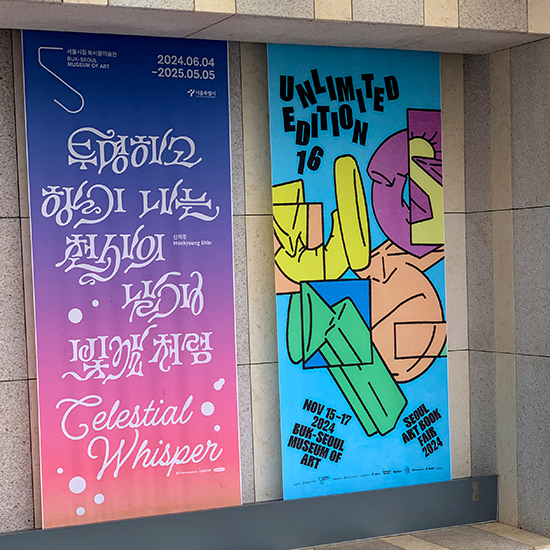 서울시립 북서울미술관
BUK-SEOUL
MUSEUM OF ART
2024.06.04
–2025.05.05
서울특별시
투명하고
향기 나는
천사의
날개
빛깔 처럼
신미경
Meekyoung Shin
Celestial
Whisper
UNLIMITED
EDITION
16
NOV 15–17
2024
BUK-SEOUL
MUSEUM OF
ART
SEOUL
ART BOOK
FAIR
2024